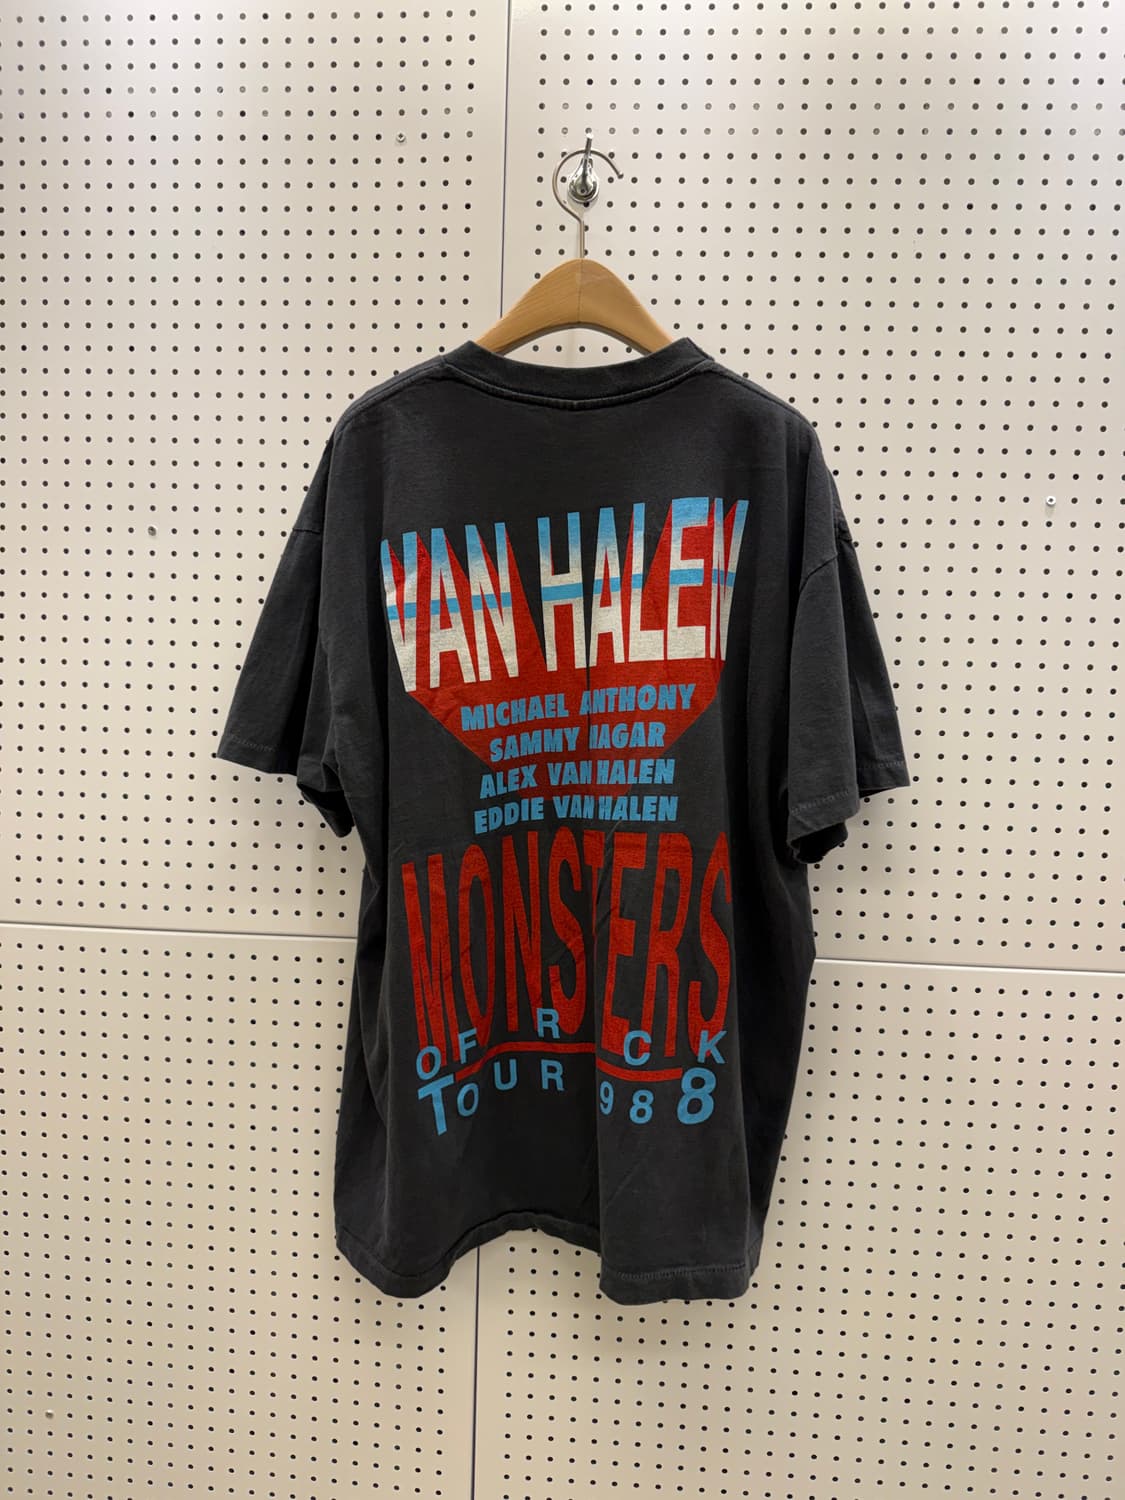 VAN HALEN
MICHAEL ANTHONY
SAMMY HAGAR
ALEX VAN HALEN
EDDIE VAN HALEN
MONSTERS
OF R CK
TOUR 988